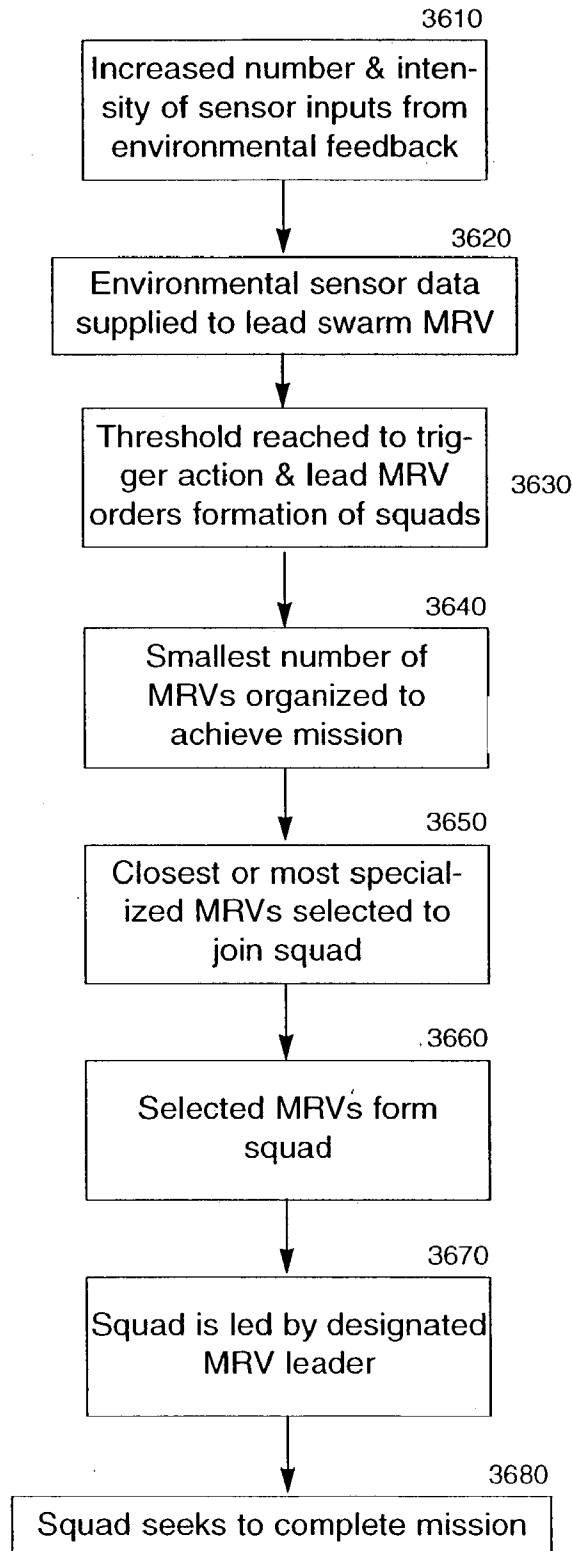 3610
Increased number & inten-
sity of sensor inputs from
environmental feedback
3620
Environmental sensor data
supplied to lead swarm MRV
Threshold reached to trig-
ger action & lead MRV
orders formation of squads
3630
3640
Smallest number of
MRVs organized to
achieve mission
3650
Closest or most special-
ized MRVs selected to
join squad
3660
Selected MRVs form
squad
3670
Squad is led by designated
MRV leader
3680
Squad seeks to complete mission